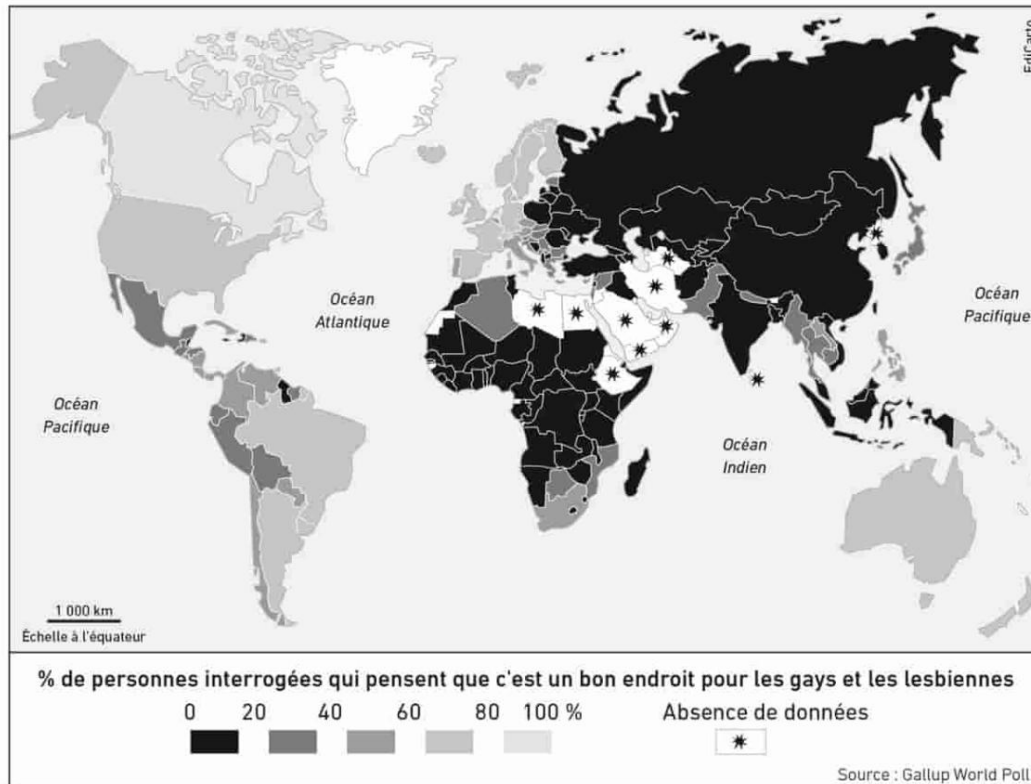 EdiCarte
Océan
Atlantique
Océan
Pacifique
Océan
Pacifique
Océan
Indien
1 000 km
Échelle à l'équateur
% de personnes interrogées qui pensent que c'est un bon endroit pour les gays et les lesbiennes
0 20 40 60 80 100 % Absence de données
Source : Gallup World Poll